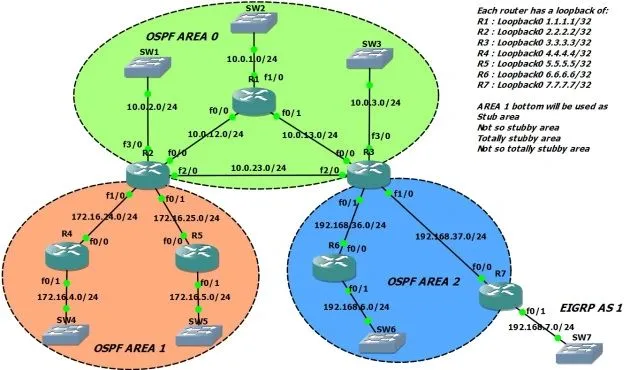 SW2
Each router has a loopback of:
R1 : Loopback0 1.1.1.1/32
R2 : Loopback0 2.2.2.2/32
R3 : Loopback0 3.3.3.3/32
R4 : Loopback0 4.4.4.4/32
R5 : Loopback0 5.5.5.5/32
R6 : Loopback0 6.6.6.6/32
R7 : Loopback0 7.7.7.7/32
AREA 1 bottom will be used as
Stub area
Not so stubby area
Totally stubby area
Not so totally stubby area
OSPF AREA 0
SW1
SW3
10.0.1.0/24
f1/0
R1
10.0.2.0/24
10.0.3.0/24
f0/0
f0/1
10.0.12.0/24
10.0.13.0/24
f3/0
f3/0
R2
f0/0
f0/0
R3
f2/0
10.0.23.0/24
f2/0
f1/0
f0/1
f0/1
f1/0
172.16.24.0/24
172.16.25.0/24
192.168.36.0/24
192.168.37.0/24
R4
f0/0
f0/0
R5
R6
f0/0
f0/0
R7
f0/1
f0/1
f0/1
OSPF AREA 2
f0/1
EIGRP AS 1
172.16.4.0/24
172.16.5.0/24
192.168.6.0/24
192.168.7.0/24
SW4
SW5
SW6
SW7
OSPF AREA 1